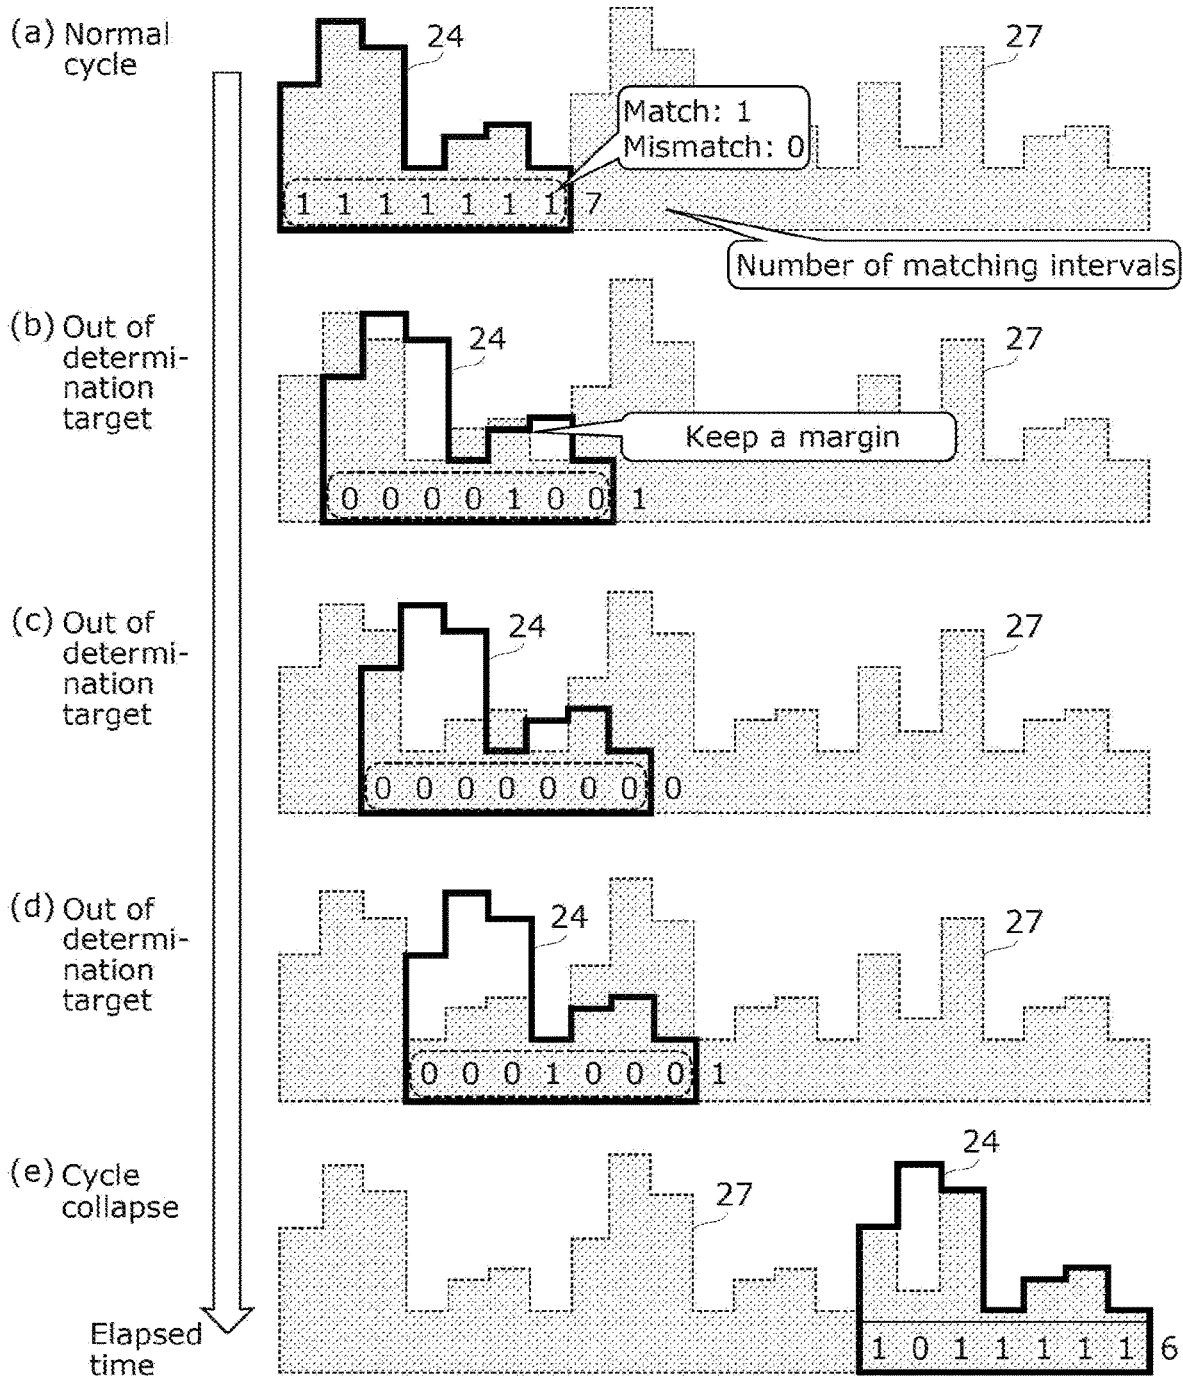 (a) Normal
cycle
24
27
Match: 1
Mismatch: 0
1 1 1 1 1 1 1 7
Number of matching intervals
(b) Out of
determi-
nation
target
24
27
Keep a margin
0 0 0 0 1 0 0 1
(c) Out of
determi-
nation
target
24
27
0 0 0 0 0 0 0 0
(d) Out of
determi-
nation
target
24
27
0 0 0 1 0 0 0 1
(e) Cycle
collapse
27
24
1 0 1 1 1 1 1 6
Elapsed
time